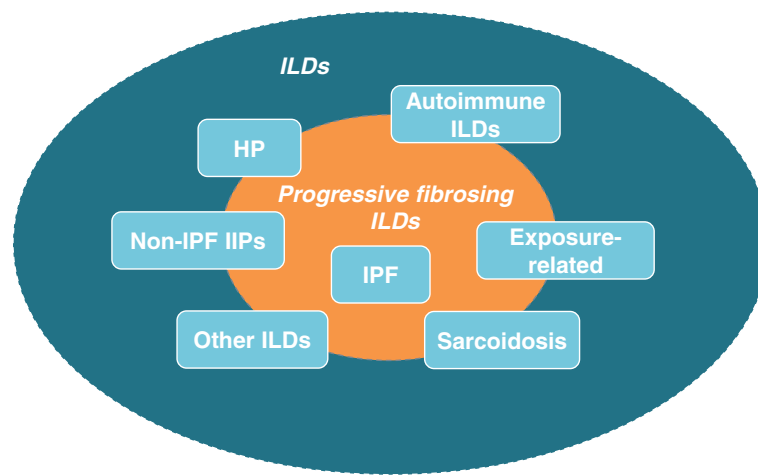 ILDs
Autoimmune
ILDs
HP
Progressive fibrosing
ILDs
Non-IPF IIPs
Exposure-
related
IPF
Other ILDs
Sarcoidosis